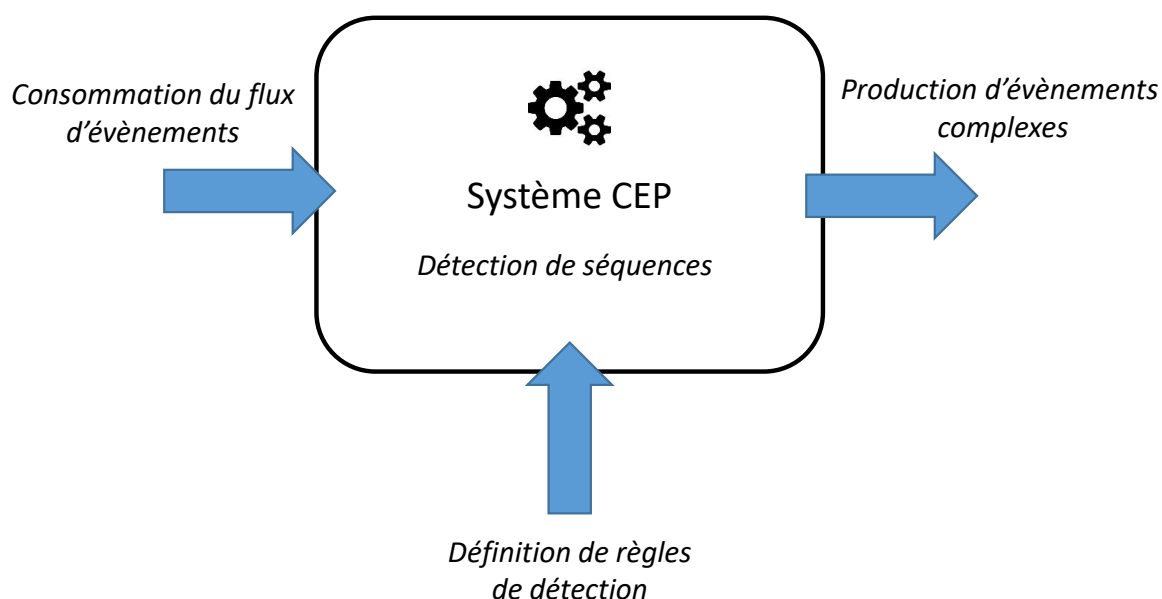 Consommation du flux
d'évènements
Production d'évènements
complexes
Système CEP
Détection de séquences
Définition de règles
de détection